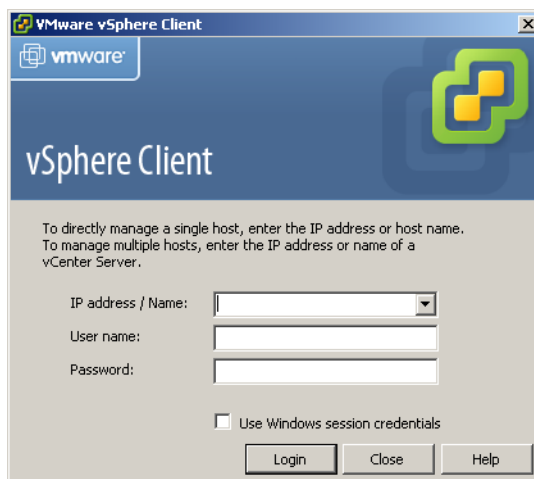 VMware vSphere Client
vmware
vSphere Client
To directly manage a single host, enter the IP address or host name.
To manage multiple hosts, enter the IP address or name of a
vCenter Server.
IP address / Name:
User name:
Password:
Use Windows session credentials
Login Close Help